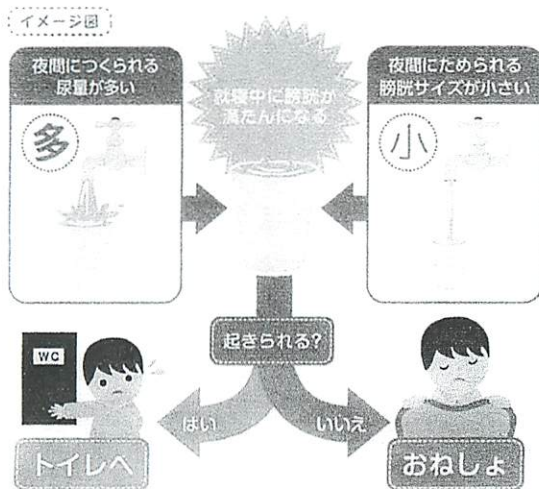 イメージ図
夜間につくられる
尿量が多い
多
就寝中に膀胱が
満たんになる
夜間にためられる
膀胱サイズが小さい
小
起きられる?
WC
はい
いいえ
トイレへ
おねしょ